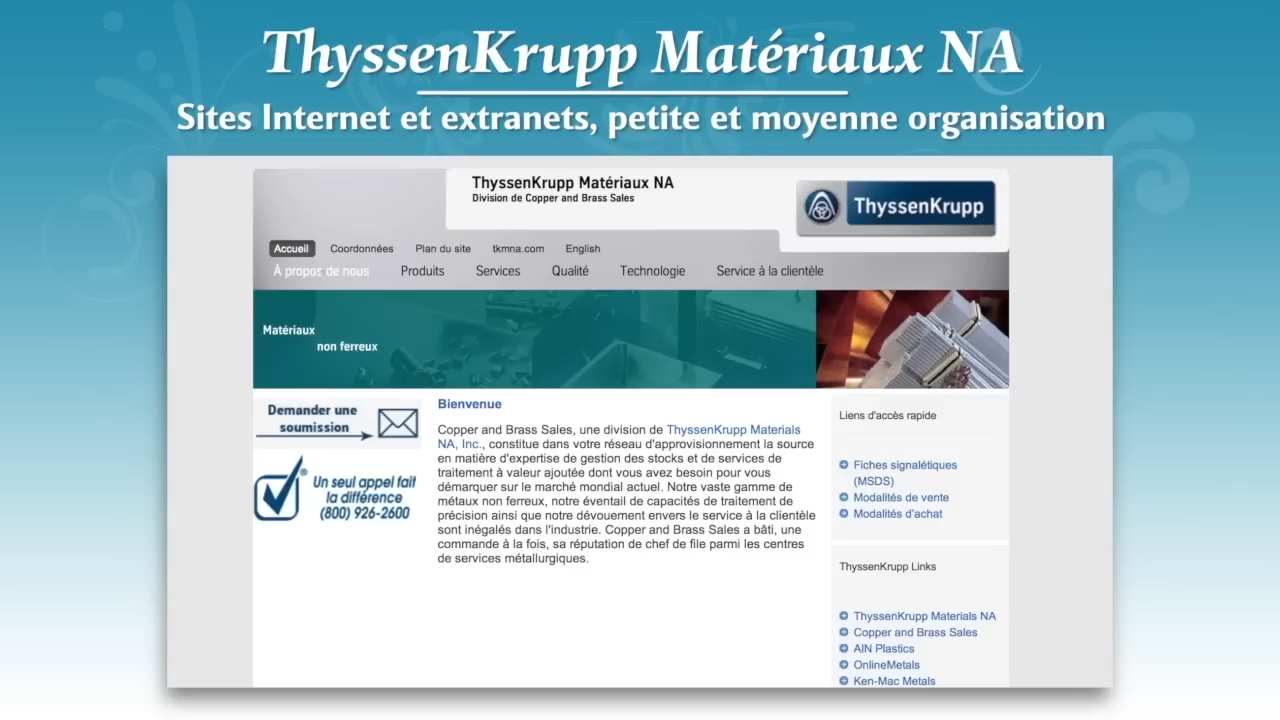 ThyssenKrupp Matériaux NA
Sites Internet et extranets, petite et moyenne organisation
ThyssenKrupp Matériaux NA
Division de Copper and Brass Sales
ThyssenKrupp
Accueil Coordonnées Plan du site tkmna.com English
À propos de nous Produits Services Qualité Technologie Service à la clientèle
Matériaux
non ferreux
Demander une
soumission
Un seul appel fait
la différence
(800) 926-2600
Bienvenue
Copper and Brass Sales, une division de ThyssenKrupp Materials
NA, Inc., constitue dans votre réseau d'approvisionnement la source
en matière d'expertise de gestion des stocks et de services de
traitement à valeur ajoutée dont vous avez besoin pour vous
démarquer sur le marché mondial actuel. Notre vaste gamme de
métaux non ferreux, notre éventail de capacités de traitement de
précision ainsi que notre dévouement envers le service à la clientèle
sont inégalés dans l'industrie. Copper and Brass Sales a bâti, une
commande à la fois, sa réputation de chef de file parmi les centres
de services métallurgiques.
Liens d'accès rapide
Fiches signalétiques
(MSDS)
Modalités de vente
Modalités d'achat
ThyssenKrupp Links
ThyssenKrupp Materials NA
Copper and Brass Sales
AIN Plastics
OnlineMetals
Ken-Mac Metals